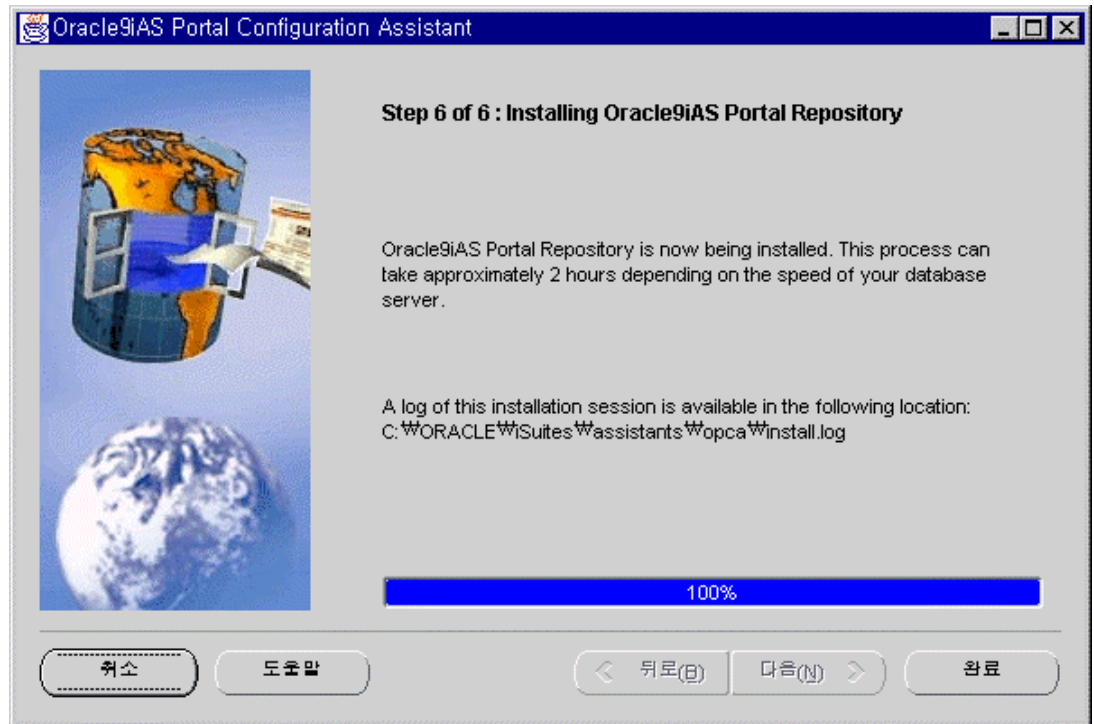 Oracle9iAS Portal Configuration Assistant
Step 6 of 6 : Installing Oracle9iAS Portal Repository
Oracle9iAS Portal Repository is now being installed. This process can
take approximately 2 hours depending on the speed of your database
server.
A log of this installation session is available in the following location:
C:₩ORACLE₩iSuites₩assistants₩opca₩install.log
100%
취소 도움말 뒤로(B) 다음(N) 완료